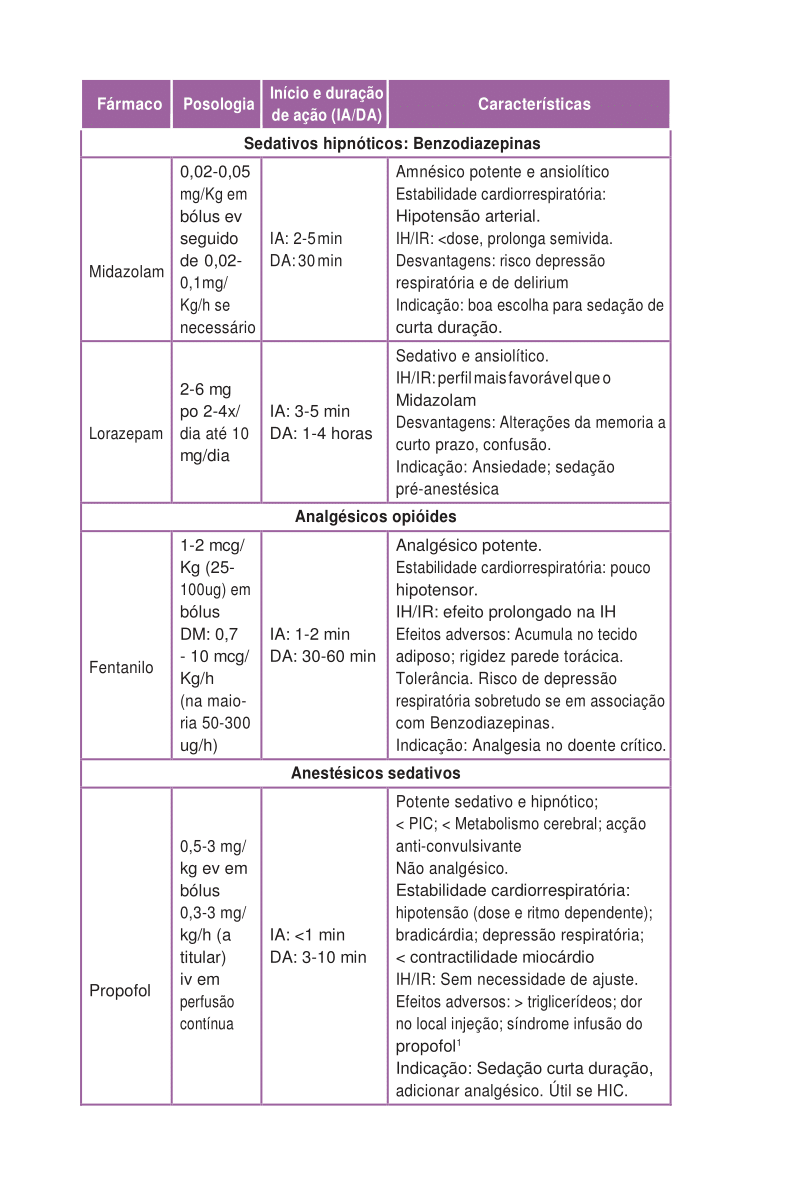 Fármaco
Posologia
Início e duração
de ação (IA/DA)
Características
Sedativos hipnóticos: Benzodiazepinas
Midazolam
0,02-0,05
mg/Kg em
bólus ev
seguido
de 0,02-
0,1mg/
Kg/h se
necessário
IA: 2-5 min
DA: 30 min
Amnésico potente e ansiolítico
Estabilidade cardiorrespiratória:
Hipotensão arterial.
IH/IR: <dose, prolonga semivida.
Desvantagens: risco depressão
respiratória e de delirium
Indicação: boa escolha para sedação de
curta duração.
Lorazepam
2-6 mg
po 2-4x/
dia até 10
mg/dia
IA: 3-5 min
DA: 1-4 horas
Sedativo e ansiolítico.
IH/IR: perfil mais favorável que o
Midazolam
Desvantagens: Alterações da memoria a
curto prazo, confusão.
Indicação: Ansiedade; sedação
pré-anestésica
Analgésicos opióides
Fentanilo
1-2 mcg/
Kg (25-
100ug) em
bólus
DM: 0,7
- 10 mcg/
Kg/h
(na maio-
ria 50-300
ug/h)
IA: 1-2 min
DA: 30-60 min
Analgésico potente.
Estabilidade cardiorrespiratória: pouco
hipotensor.
IH/IR: efeito prolongado na IH
Efeitos adversos: Acumula no tecido
adiposo; rigidez parede torácica.
Tolerância. Risco de depressão
respiratória sobretudo se em associação
com Benzodiazepinas.
Indicação: Analgesia no doente crítico.
Anestésicos sedativos
Propofol
0,5-3 mg/
kg ev em
bólus
0,3-3 mg/
kg/h (a
titular)
iv em
perfusão
contínua
IA: <1 min
DA: 3-10 min
Potente sedativo e hipnótico;
< PIC; < Metabolismo cerebral; acção
anti-convulsivante
Não analgésico.
Estabilidade cardiorrespiratória:
hipotensão (dose e ritmo dependente);
bradicárdia; depressão respiratória;
< contractilidade miocárdio
IH/IR: Sem necessidade de ajuste.
Efeitos adversos: > triglicerídeos; dor
no local injeção; síndrome infusão do
propofol¹
Indicação: Sedação curta duração,
adicionar analgésico. Útil se HIC.